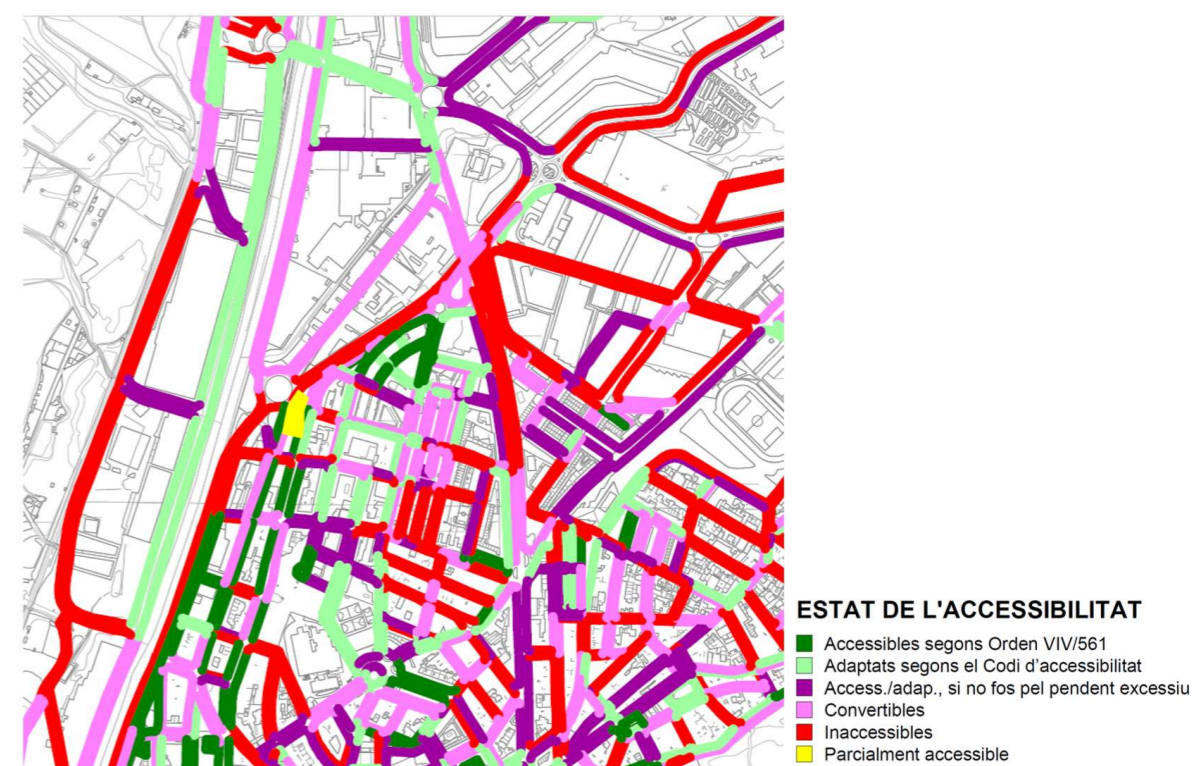 ESTAT DE L'ACCESSIBILITAT
Accessibles segons Orden VIV/561
Adaptats segons el Codi d'accessibilitat
Access./adap., si no fos pel pendent excessiu
Convertibles
Inaccessibles
Parcialment accessible